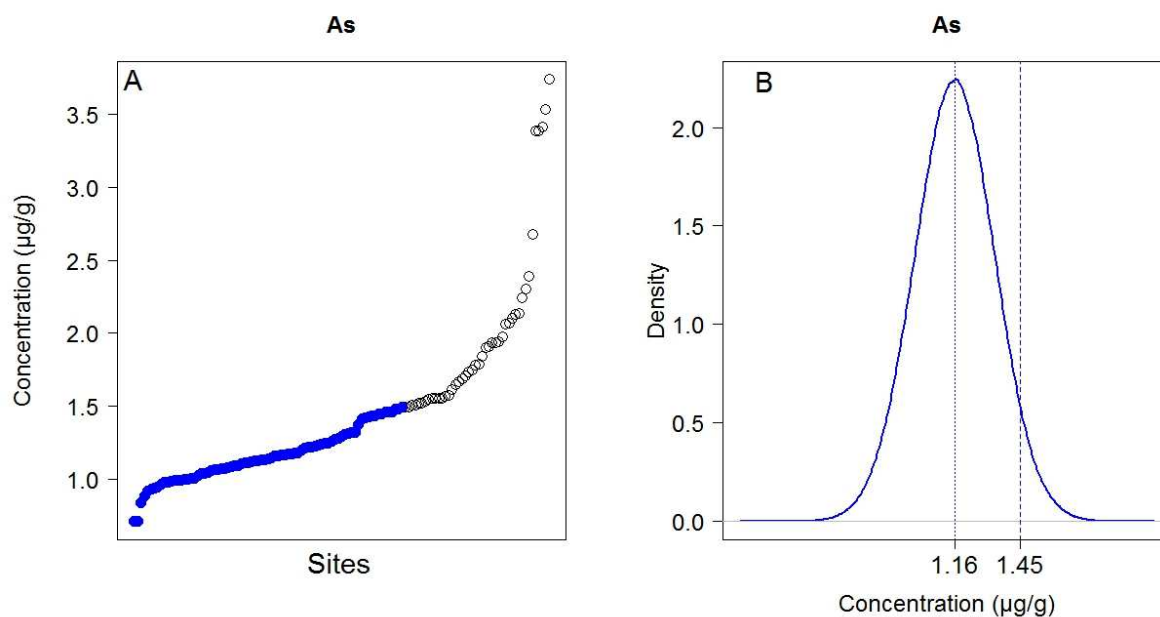 As
A
Concentration (µg/g)
3.5
3.0
2.5
2.0
1.5
1.0
Sites
As
B
Density
2.0
1.5
1.0
0.5
0.0
1.16 1.45
Concentration (µg/g)